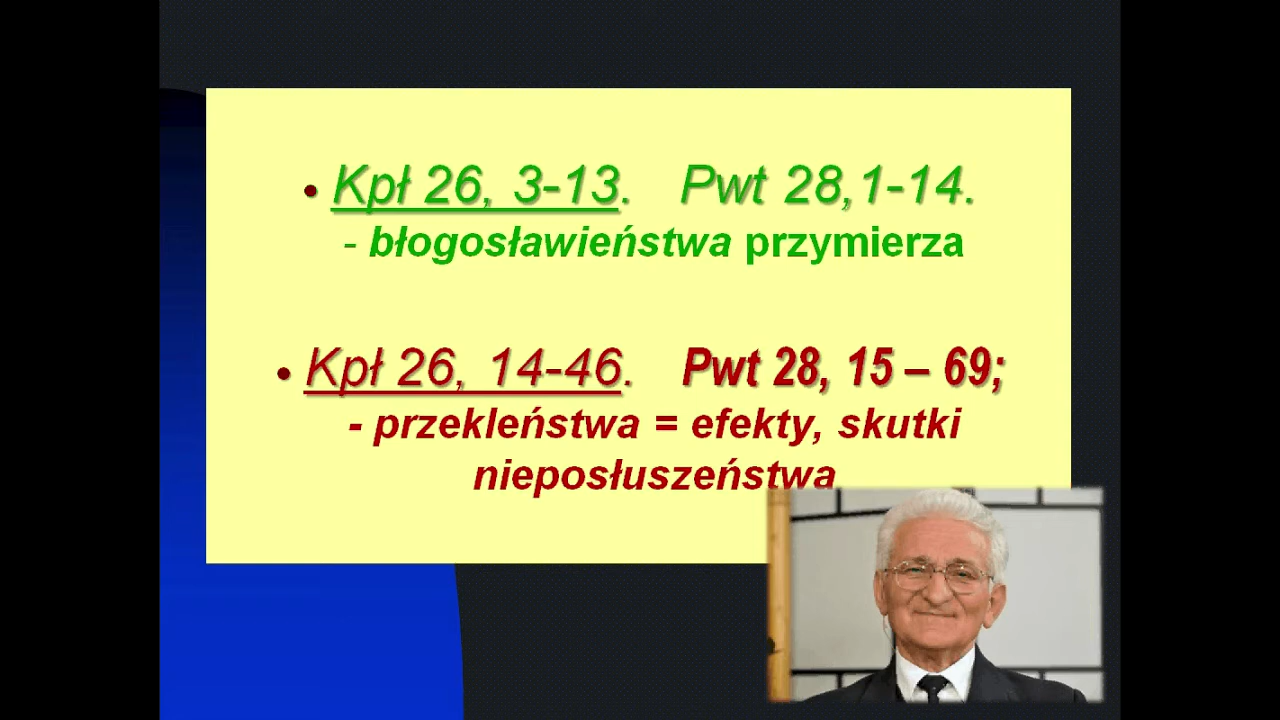 • Kpł 26, 3-13. Pwt 28,1-14.
- błogosławieństwa przymierza
• Kpł 26, 14-46. Pwt 28, 15 – 69;
- przekleństwa = efekty, skutki
nieposłuszeństwa